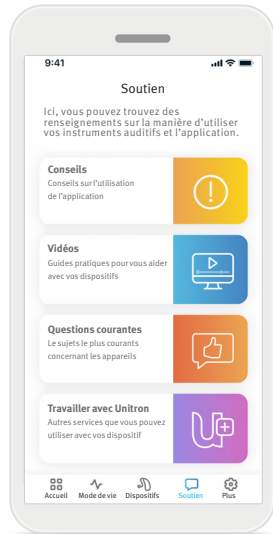 9:41
Soutien
Ici, vous pouvez trouvez des
renseignements sur la manière d'utiliser
vos instruments auditifs et l'application.
Conseils
Conseils sur l'utilisation
de l'application
Vidéos
Guides pratiques pour vous aider
avec vos dispositifs
Questions courantes
Le sujets le plus courants
concernant les appareils
Travailler avec Unitron
Autres services que vous pouvez
utiliser avec vos dispositif
Accueil Mode de vie Dispositifs Soutien Plus